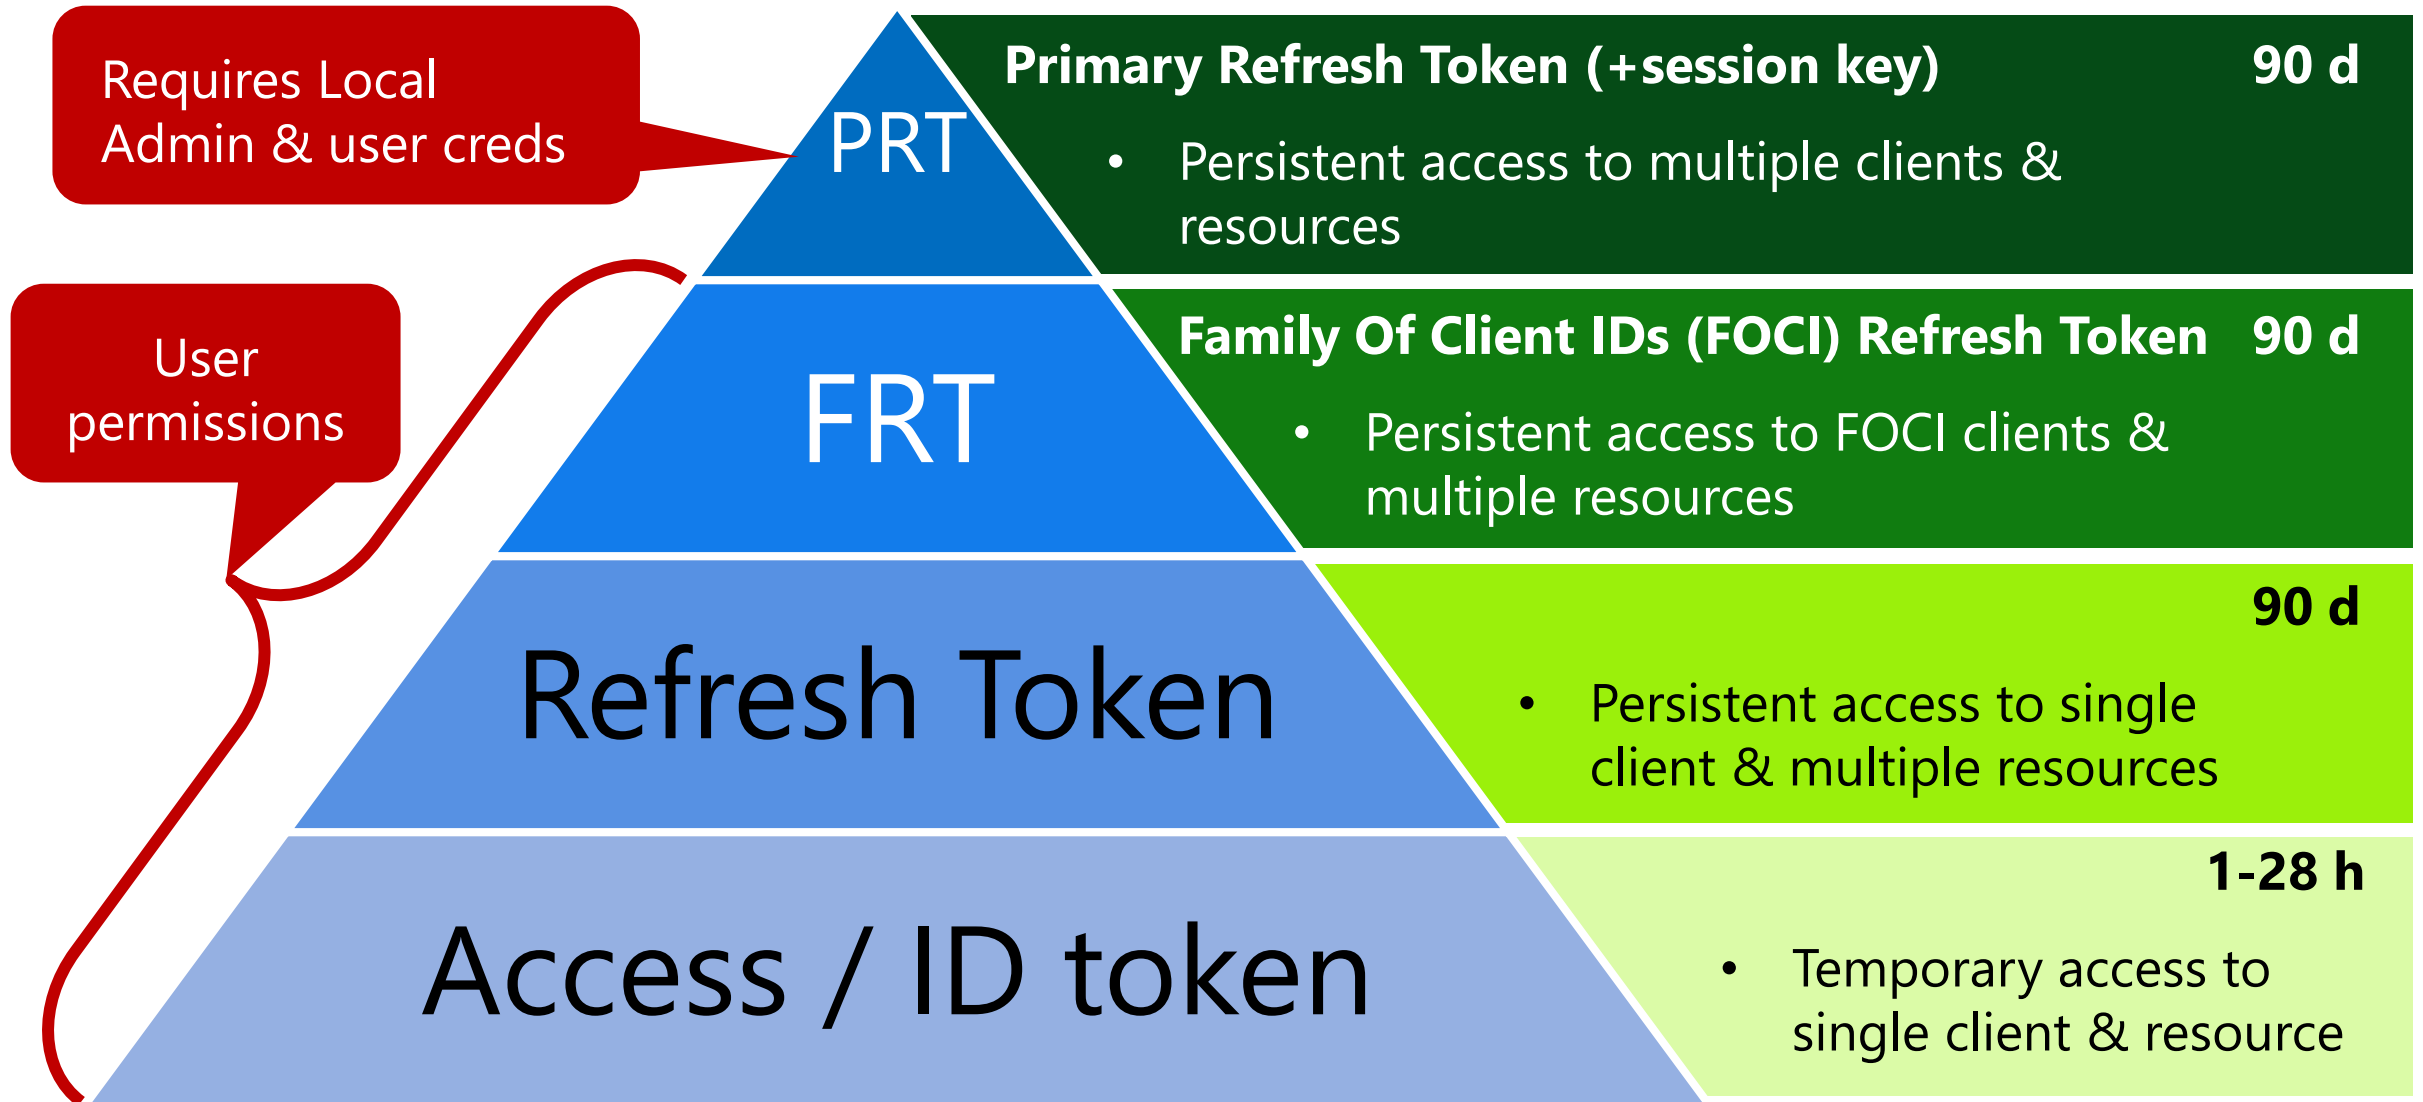 Requires Local
Admin & user creds
PRT
Primary Refresh Token (+session key) 90 d
• Persistent access to multiple clients &
resources
User
permissions
FRT
Family Of Client IDs (FOCI) Refresh Token 90 d
• Persistent access to FOCI clients &
multiple resources
Refresh Token
90 d
• Persistent access to single
client & multiple resources
Access / ID token
1-28 h
• Temporary access to
single client & resource